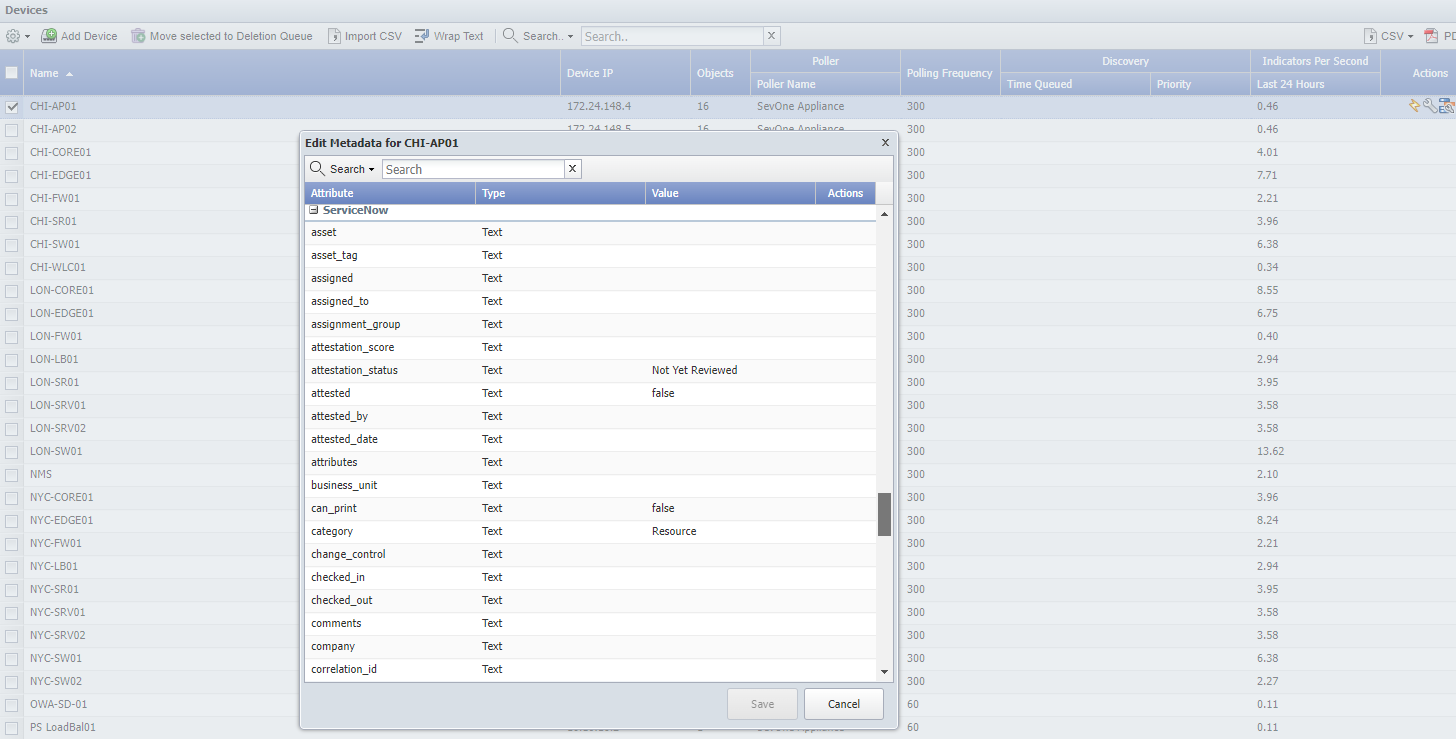 Devices
Add Device Move selected to Deletion Queue Import CSV Wrap Text Search.. Search.. X CSV
Poller Discovery Indicators Per Second
Name Device IP Objects Polling Frequency Actions
Poller Name Time Queued Priority Last 24 Hours
CHI-AP01 172.24.148.4 16 SevOne Appliance 300 0.46
CHI-AP02 172.24.148.5 16 SevOne Appliance 300 0.46
Edit Metadata for CHI-AP01 X
CHI-CORE01 300 4.01
Search Search X
CHI-EDGE01 300 7.71
Attribute Type Value Actions
CHI-FW01 300 2.21
ServiceNow
CHI-SR01 300 3.96
asset Text
CHI-SW01 300 6.38
asset_tag Text
CHI-WLC01 300 0.34
assigned Text
LON-CORE01 300 8.55
assigned_to Text
LON-EDGE01 300 6.75
assignment_group Text
LON-FW01 300 0.40
attestation_score Text
LON-LB01 300 2.94
attestation_status Text Not Yet Reviewed
LON-SR01 300 3.95
attested Text false
LON-SRV01 300 3.58
attested_by Text
LON-SRV02 300 3.58
attested_date Text
LON-SW01 300 13.62
attributes Text
NMS 300 2.10
business_unit Text
NYC-CORE01 300 3.96
can_print Text false
NYC-EDGE01 300 8.24
category Text Resource
NYC-FW01 300 2.21
change_control Text
NYC-LB01 300 2.94
checked_in Text
NYC-SR01 300 3.95
checked_out Text
NYC-SRV01 300 3.58
comments Text
NYC-SRV02 300 3.58
company Text
NYC-SW01 300 6.38
correlation_id Text
NYC-SW02 300 2.27
Save Cancel
OWA-SD-01 60 0.11
PS LoadBal01 60 0.11